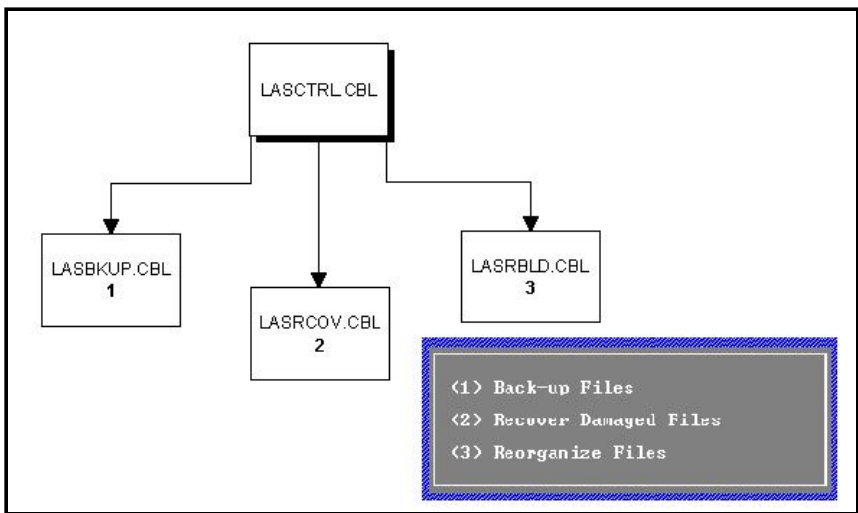 LASCTRL.CBL
LASBKUP.CBL
1
LASRCOV.CBL
2
LASRBLD.CBL
3
(1) Back-up Files
(2) Recover Damaged Files
(3) Reorganize Files